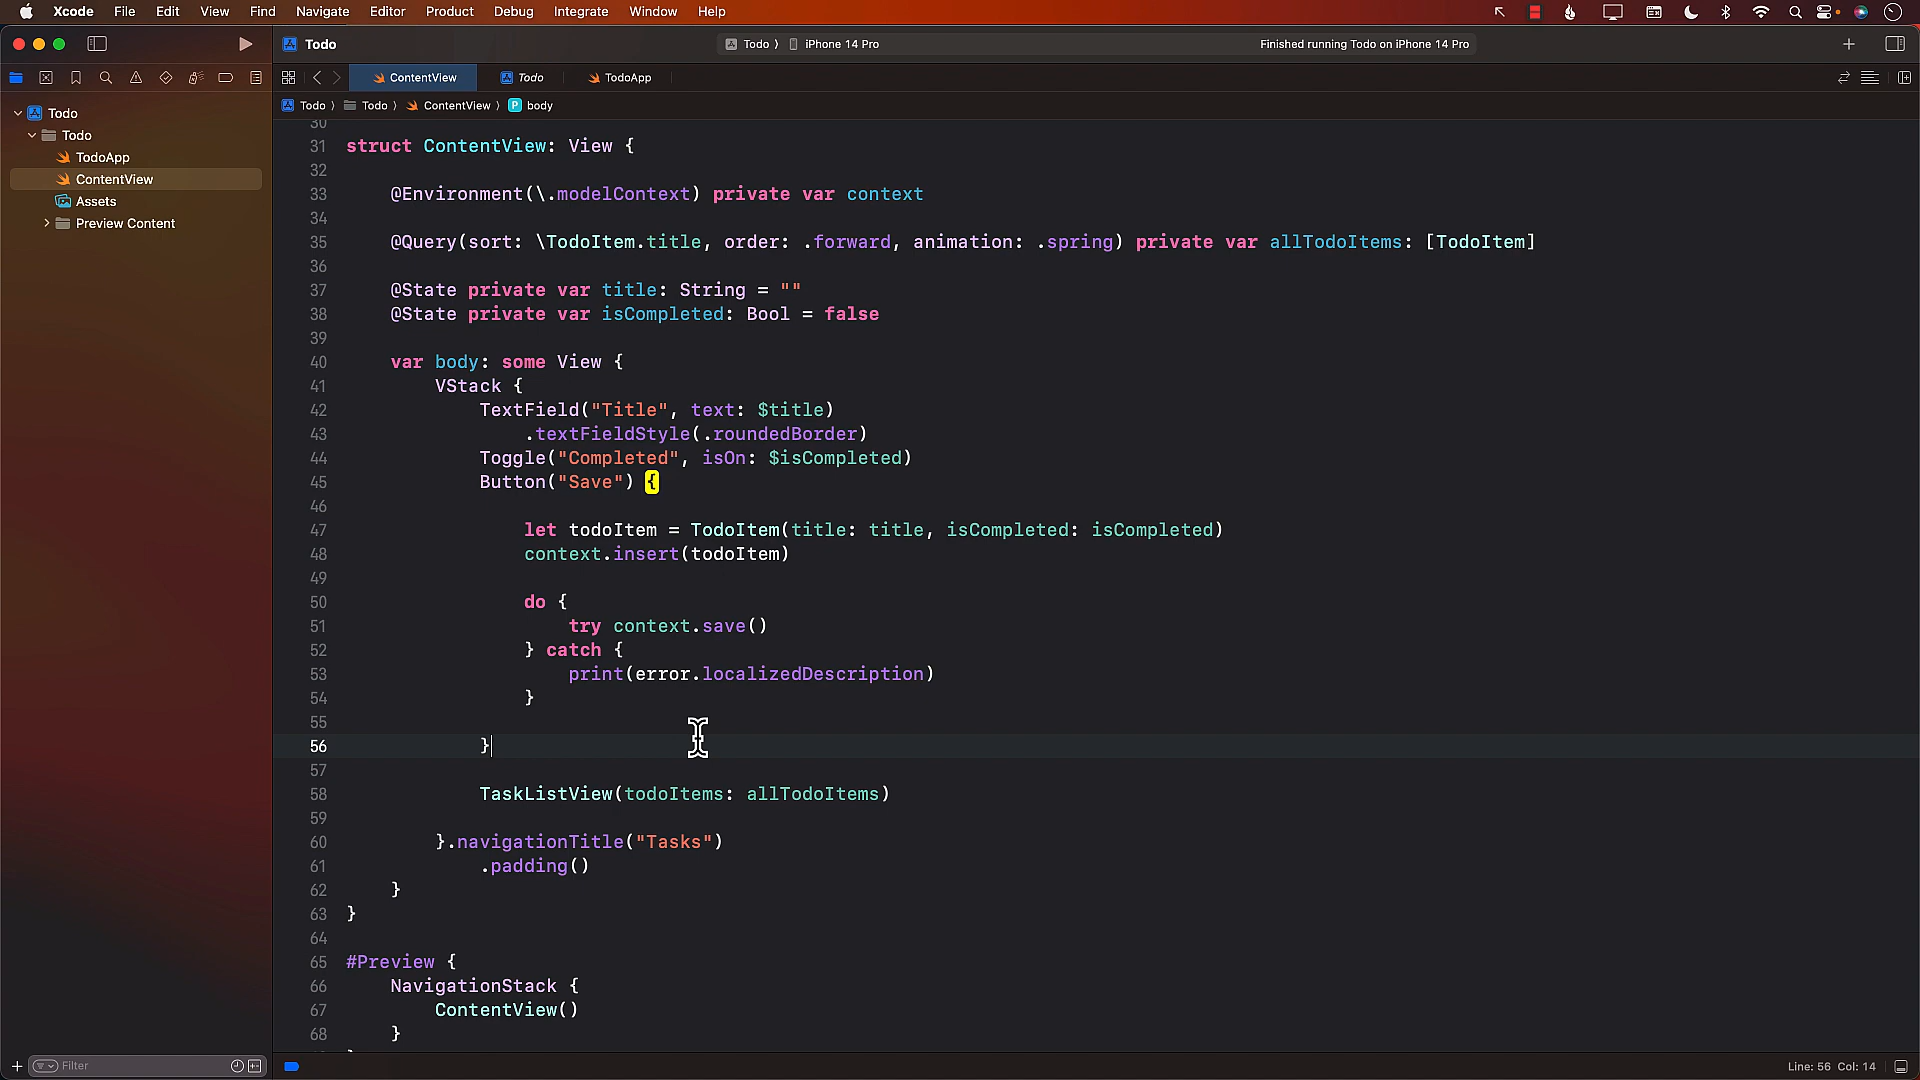 Xcode File Edit View Find Navigate Editor Product Debug Integrate Window Help
Todo
Todo iPhone 14 Pro
Finished running Todo on iPhone 14 Pro
ContentView
Todo
TodoApp
Todo
Todo
ContentView
body
Todo
Todo
TodoApp
ContentView
Assets
Preview Content
30
31 struct ContentView: View {
32
33 @Environment(\.modelContext) private var context
34
35 @Query(sort: \TodoItem.title, order: .forward, animation: .spring) private var allTodoItems: [TodoItem]
36
37 @State private var title: String = ""
38 @State private var isCompleted: Bool = false
39
40 var body: some View {
41 VStack {
42 TextField("Title", text: $title)
43 .textFieldStyle(.roundedBorder)
44 Toggle("Completed", isOn: $isCompleted)
45 Button("Save") {
46
47 let todoItem = TodoItem(title: title, isCompleted: isCompleted)
48 context.insert(todoItem)
49
50 do {
51 try context.save()
52 } catch {
53 print(error.localizedDescription)
54 }
55
56 }
57
58 TaskListView(todoItems: allTodoItems)
59
60 }.navigationTitle("Tasks")
61 .padding()
62 }
63 }
64
65 #Preview {
66 NavigationStack {
67 ContentView()
68 }
Filter
Line: 56 Col: 14